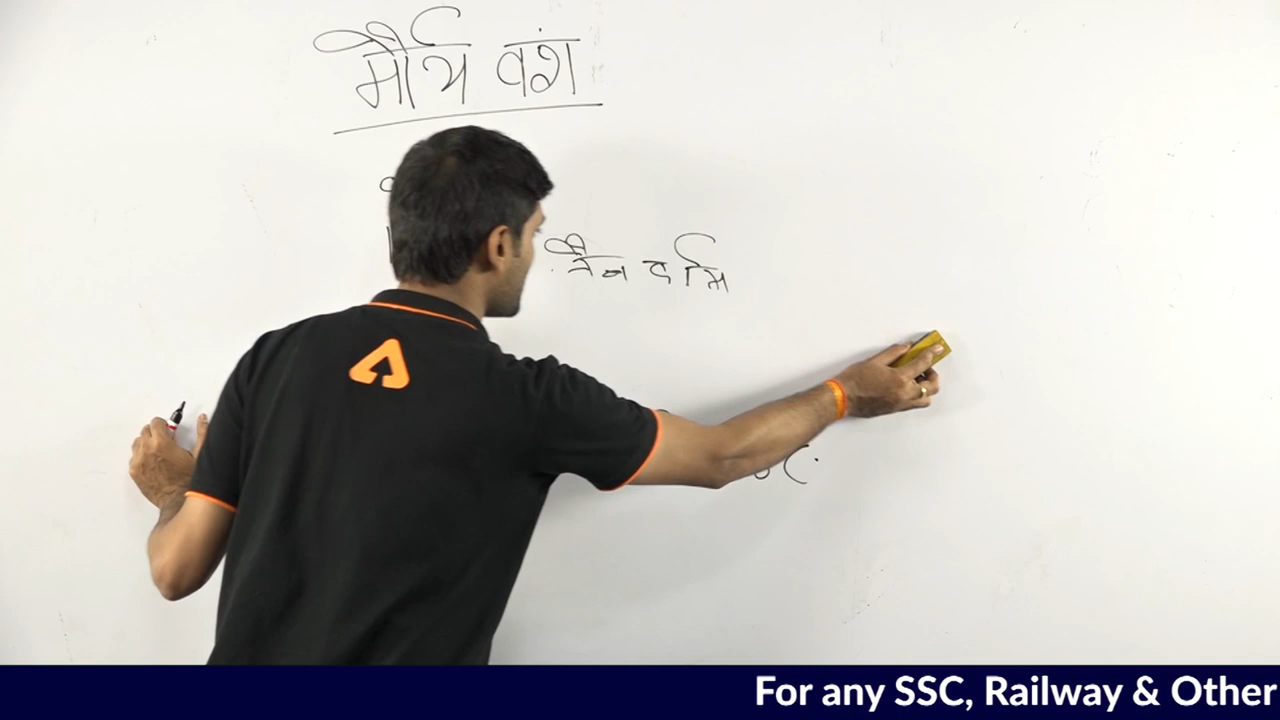 मौर्य वंश
जैन धर्म
C.
For any SSC, Railway & Other